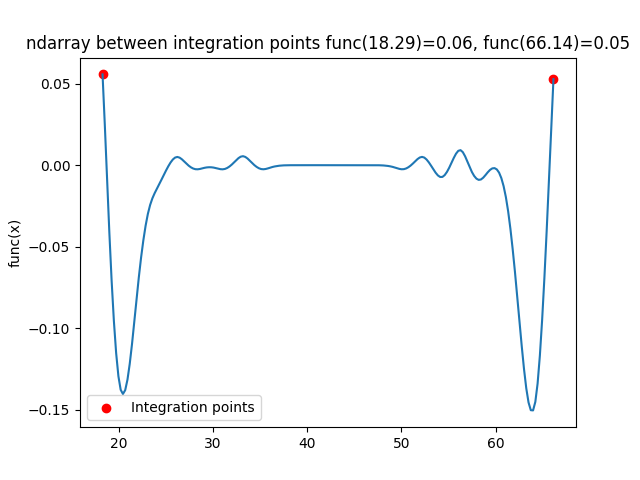 ndarray between integration points func(18.29)=0.06, func(66.14)=0.05
func(x)
0.05
0.00
−0.05
−0.10
−0.15
Integration points
20 30 40 50 60